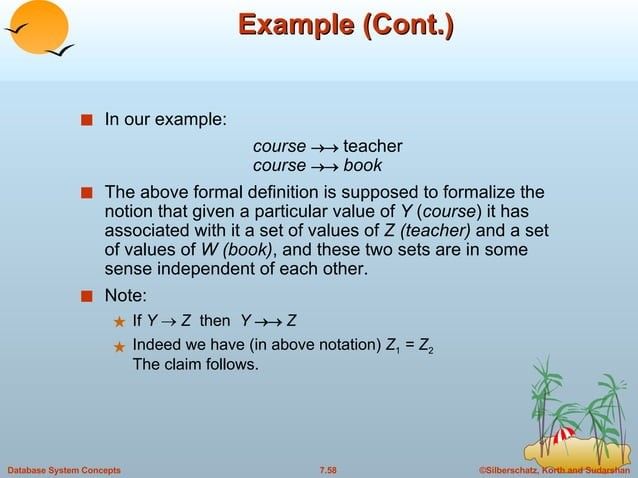 Example (Cont.)
In our example:
course →→ teacher
course →→ book
The above formal definition is supposed to formalize the
notion that given a particular value of Y (course) it has
associated with it a set of values of Z (teacher) and a set
of values of W (book), and these two sets are in some
sense independent of each other.
Note:
If Y → Z then Y →→ Z
Indeed we have (in above notation) Z₁ = Z₂
The claim follows.
Database System Concepts
7.58
©Silberschatz, Korth and Sudarshan